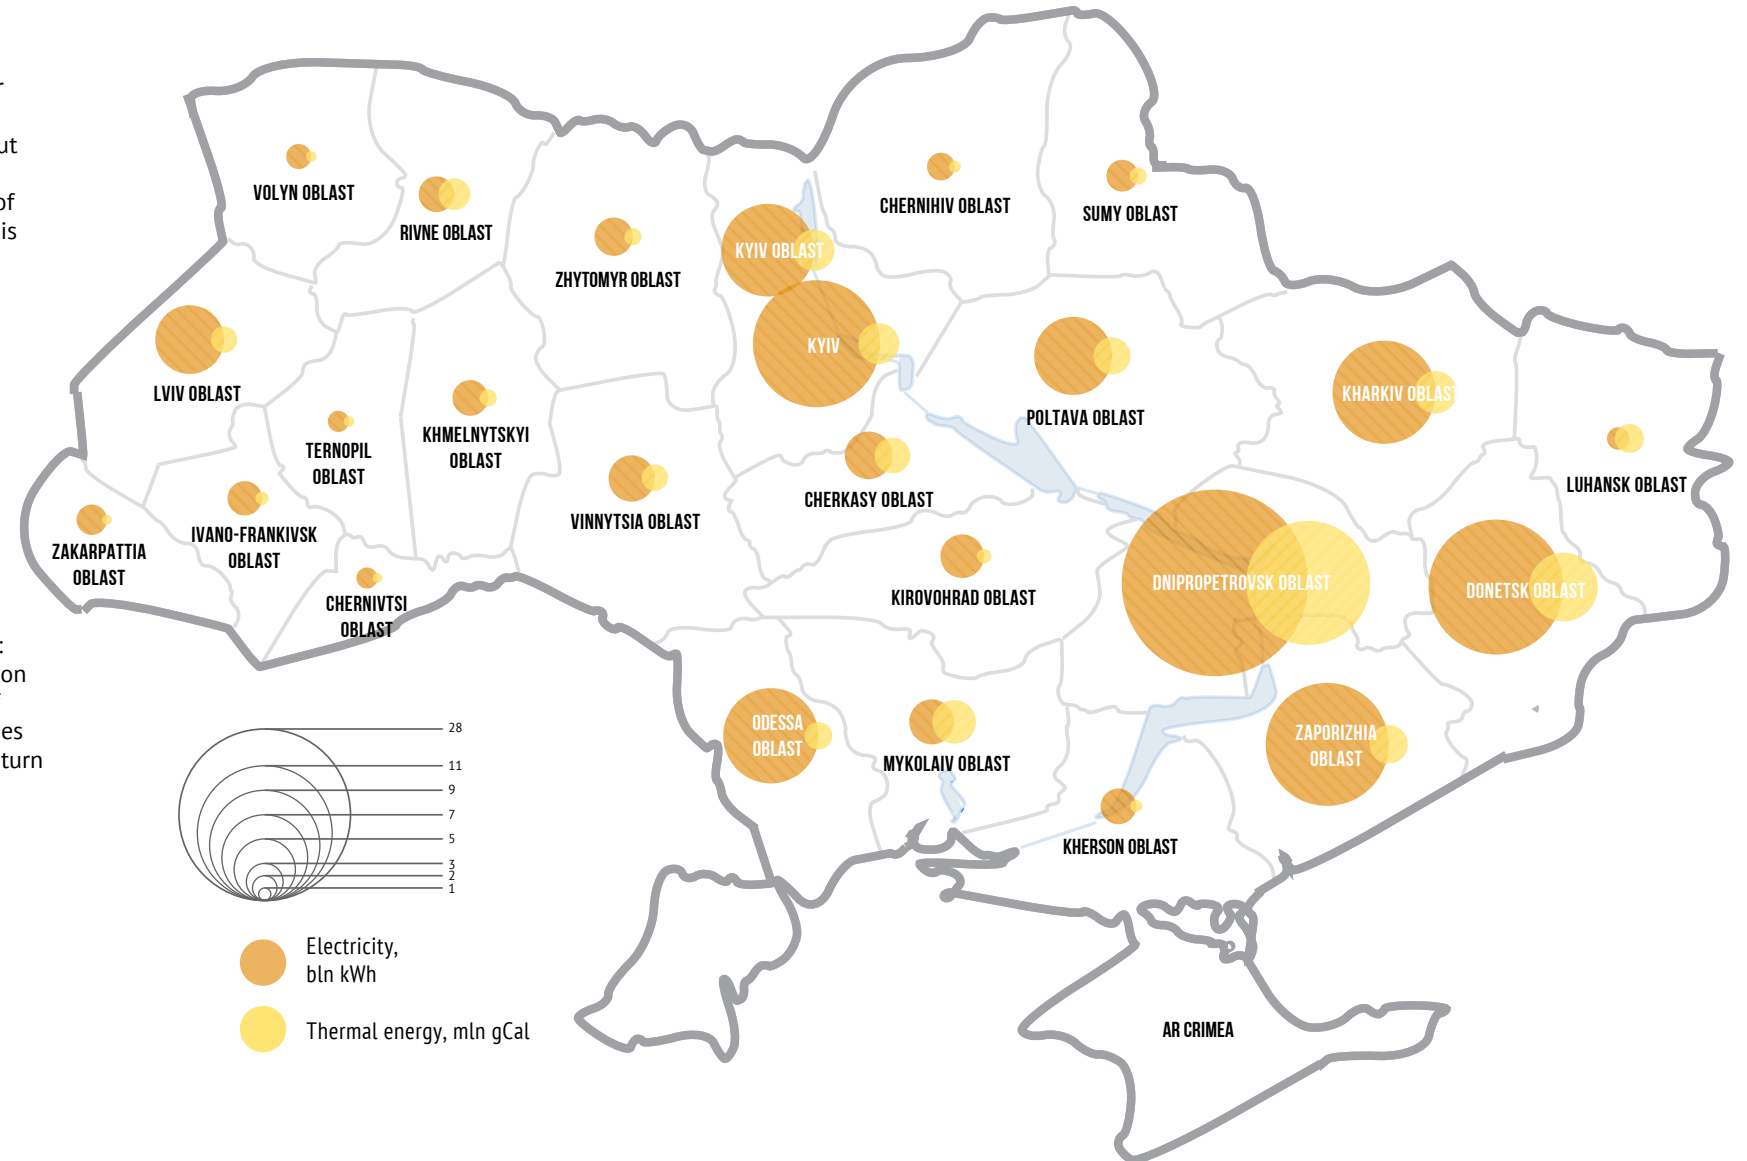 r
ut
of
is
:
on
es
turn
VOLYN OBLAST
RIVNE OBLAST
ZHYTOMYR OBLAST
KYIV OBLAST
KYIV
CHERNIHIV OBLAST
SUMY OBLAST
LVIV OBLAST
TERNOPIL
OBLAST
KHMELNYTSKYI
OBLAST
VINNYTSIA OBLAST
CHERKASY OBLAST
POLTAVA OBLAST
KHARKIV OBLAST
LUHANSK OBLAST
ZAKARPATTIA
OBLAST
IVANO-FRANKIVSK
OBLAST
CHERNIVTSI
OBLAST
KIROVOHRAD OBLAST
DNIPROPETROVSK OBLAST
DONETSK OBLAST
ODESSA
OBLAST
MYKOLAIV OBLAST
ZAPORIZHIA
OBLAST
KHERSON OBLAST
AR CRIMEA
28
11
9
7
5
3
2
1
Electricity,
bln kWh
Thermal energy, mln gCal